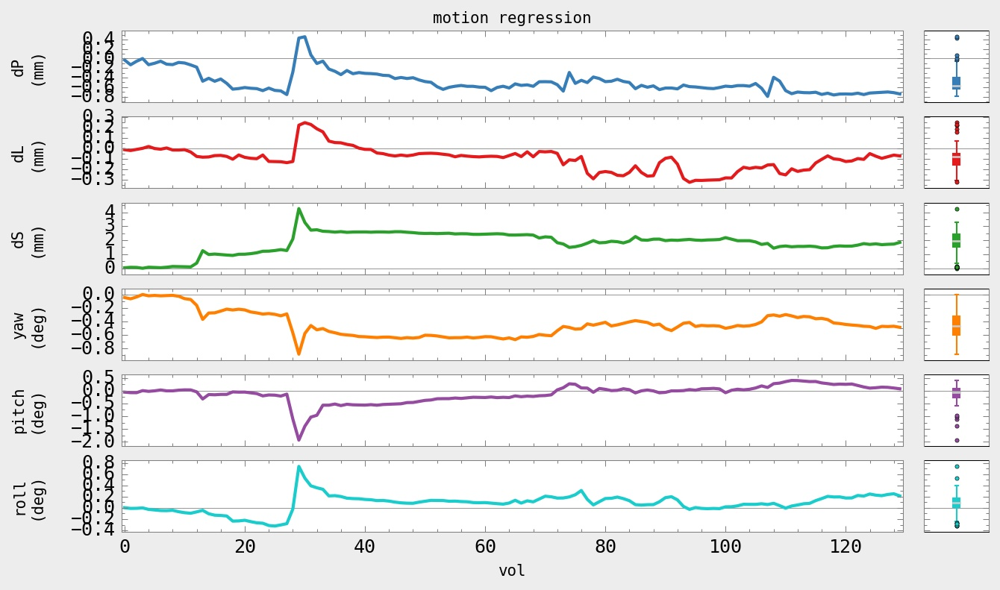 motion regression
dP
(mm)
0.4
0.2
0.0
−0.2
−0.4
−0.6
−0.8
dL
(mm)
0.3
0.2
0.1
0.0
−0.1
−0.2
−0.3
dS
(mm)
4
3
2
1
0
yaw
(deg)
0.0
−0.2
−0.4
−0.6
−0.8
pitch
(deg)
0.5
0.0
−0.5
−1.0
−1.5
−2.0
roll
(deg)
0.8
0.6
0.4
0.2
0.0
−0.2
−0.4
0 20 40 60 80 100 120
vol